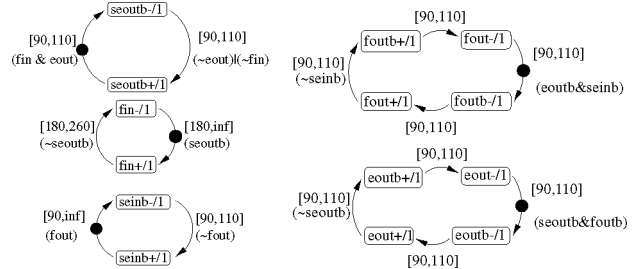 seoutb-/1
[90,110]
(fin & eout)
[90,110]
(~eout)|(~fin)
seoutb+/1
fin-/1
[180,260]
(~seoutb)
[180,inf]
(seoutb)
fin+/1
seinb-/1
[90,inf]
(fout)
[90,110]
(~fout)
seinb+/1
[90,110]
foutb+/1
fout-/1
[90,110]
(~seinb)
[90,110]
(eoutb&seinb)
fout+/1
foutb-/1
[90,110]
[90,110]
eoutb+/1
eout-/1
[90,110]
(~seoutb)
[90,110]
(seoutb&foutb)
eout+/1
eoutb-/1
[90,110]